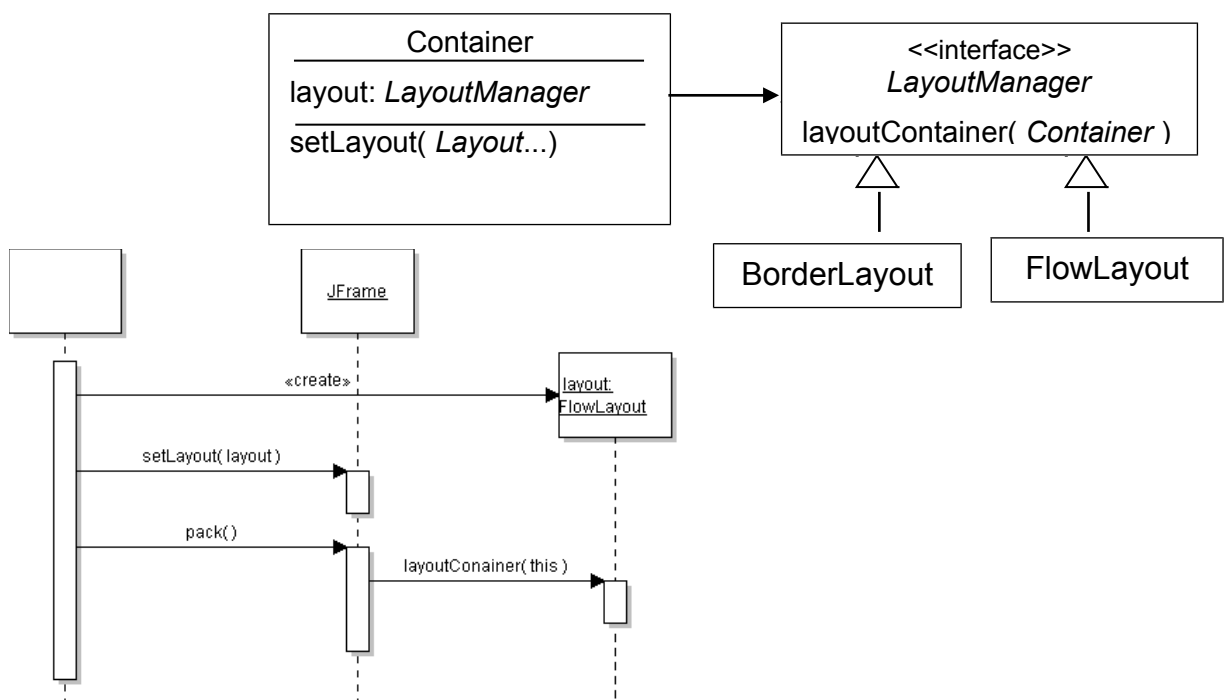 Container
layout: LayoutManager
setLayout( Layout...)
<<interface>>
LayoutManager
layoutContainer( Container )
BorderLayout
FlowLayout
JFrame
«create»
layout:
FlowLayout
setLayout( layout )
pack( )
layoutConainer( this )